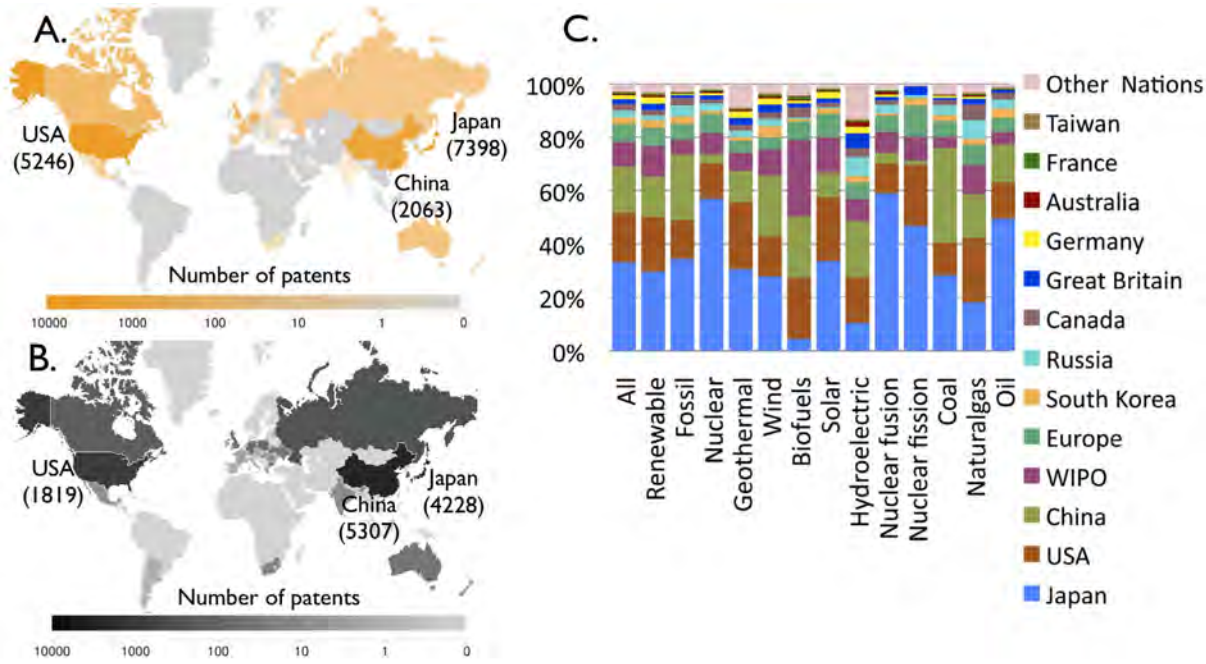 A.
USA
(5246)
Japan
(7398)
China
(2063)
Number of patents
10000 1000 100 10 1 0
B.
USA
(1819)
Japan
(4228)
China
(5307)
Number of patents
10000 1000 100 10 1 0
C.
100%
80%
60%
40%
20%
0%
All
Renewable
Fossil
Nuclear
Geothermal
Wind
Biofuels
Solar
Hydroelectric
Nuclear fusion
Nuclear fission
Coal
Naturalgas
Oil
Other Nations
Taiwan
France
Australia
Germany
Great Britain
Canada
Russia
South Korea
Europe
WIPO
China
USA
Japan